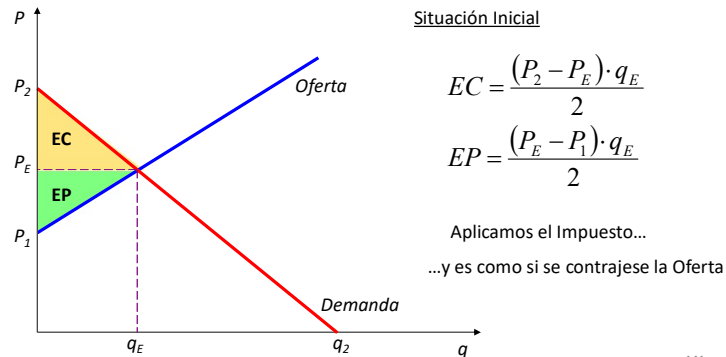 P
Situación Inicial
P2
Oferta
EC = (P2 − PE) · qE / 2
EC
PE
EP
EP = (PE − P1) · qE / 2
P1
Aplicamos el Impuesto…
…y es como si se contrajese la Oferta
Demanda
qE
q2
q